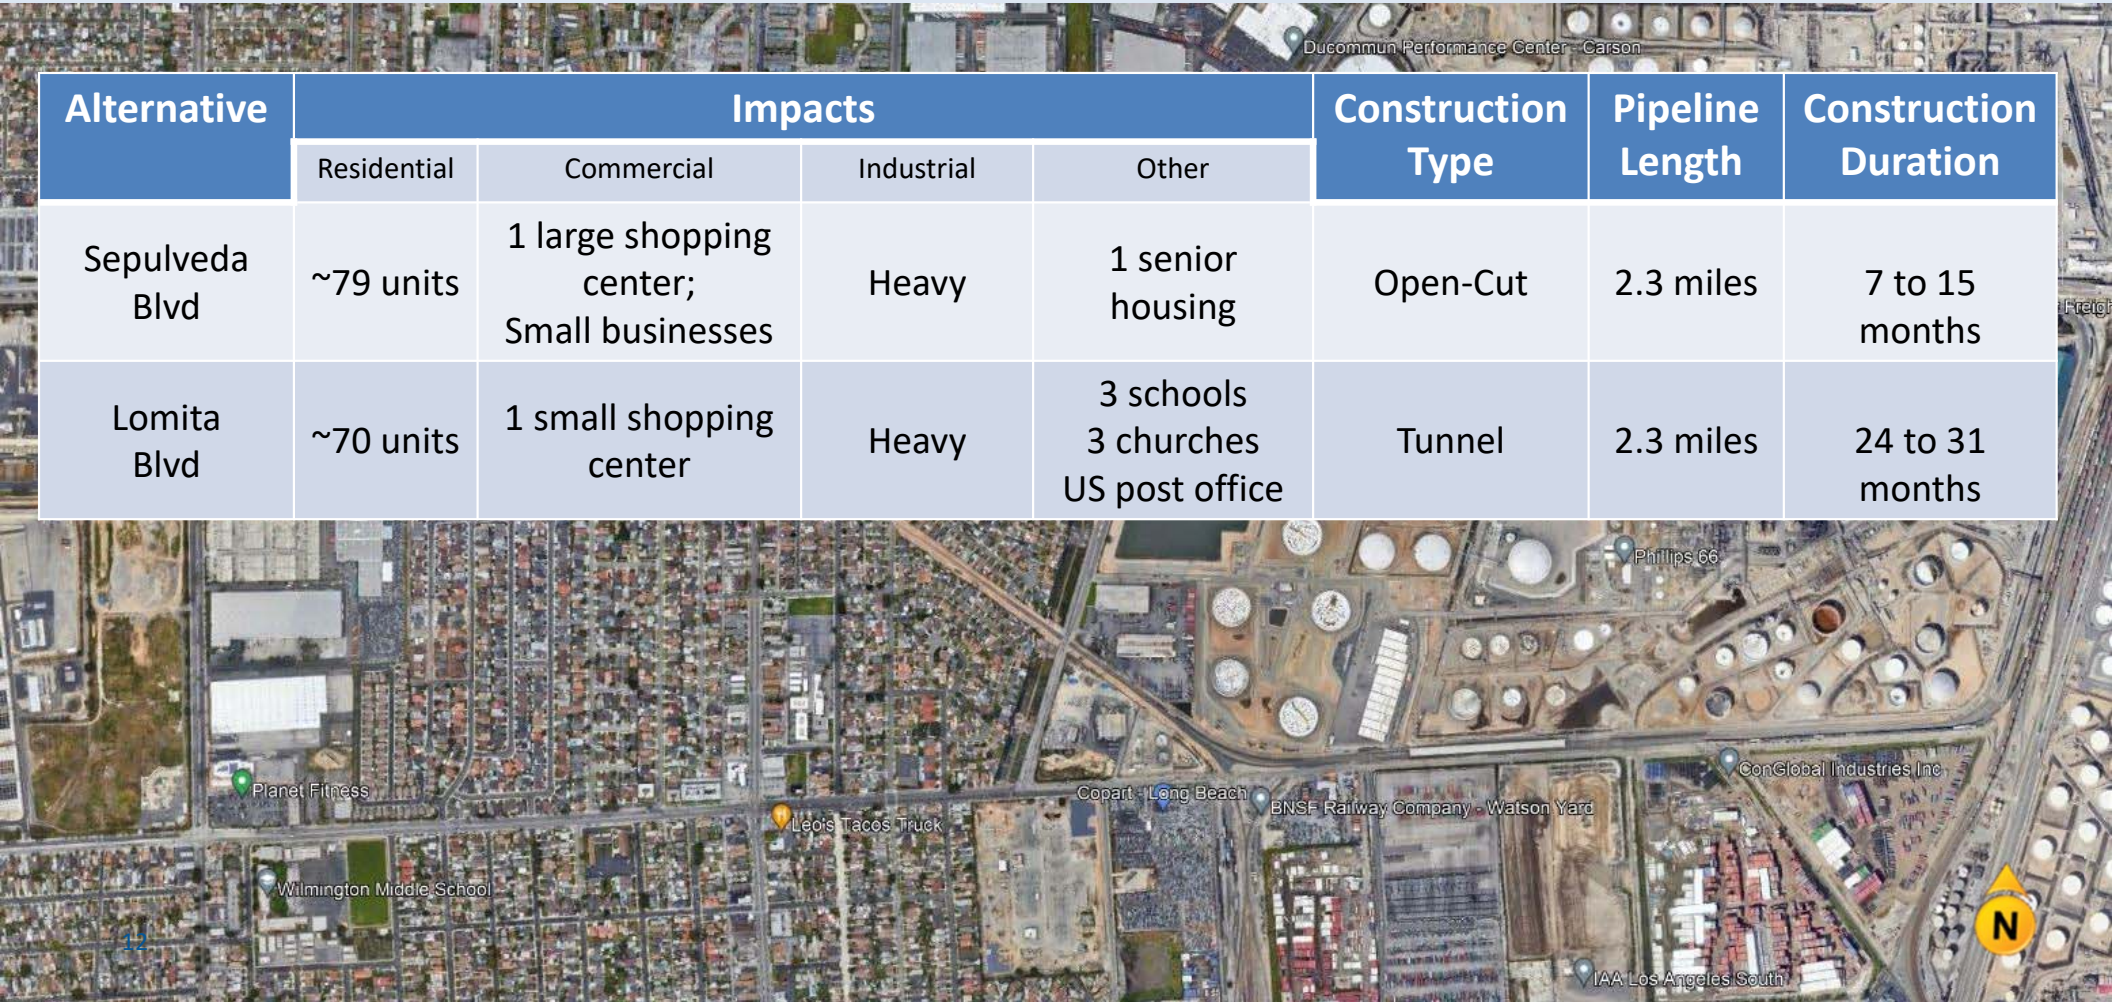 Ducommun Performance Center - Carson
Alternative
Impacts
Construction
Type
Pipeline
Length
Construction
Duration
Residential
Commercial
Industrial
Other
Sepulveda
Blvd
~79 units
1 large shopping
center;
Small businesses
Heavy
1 senior
housing
Open-Cut
2.3 miles
7 to 15
months
Freigh
Lomita
Blvd
~70 units
1 small shopping
center
Heavy
3 schools
3 churches
US post office
Tunnel
2.3 miles
24 to 31
months
Phillips 66
Planet Fitness
Leo's Tacos Truck
Copart - Long Beach
BNSF Railway Company - Watson Yard
ConGlobal Industries Inc
Wilmington Middle School
12
N
IAA Los Angeles South